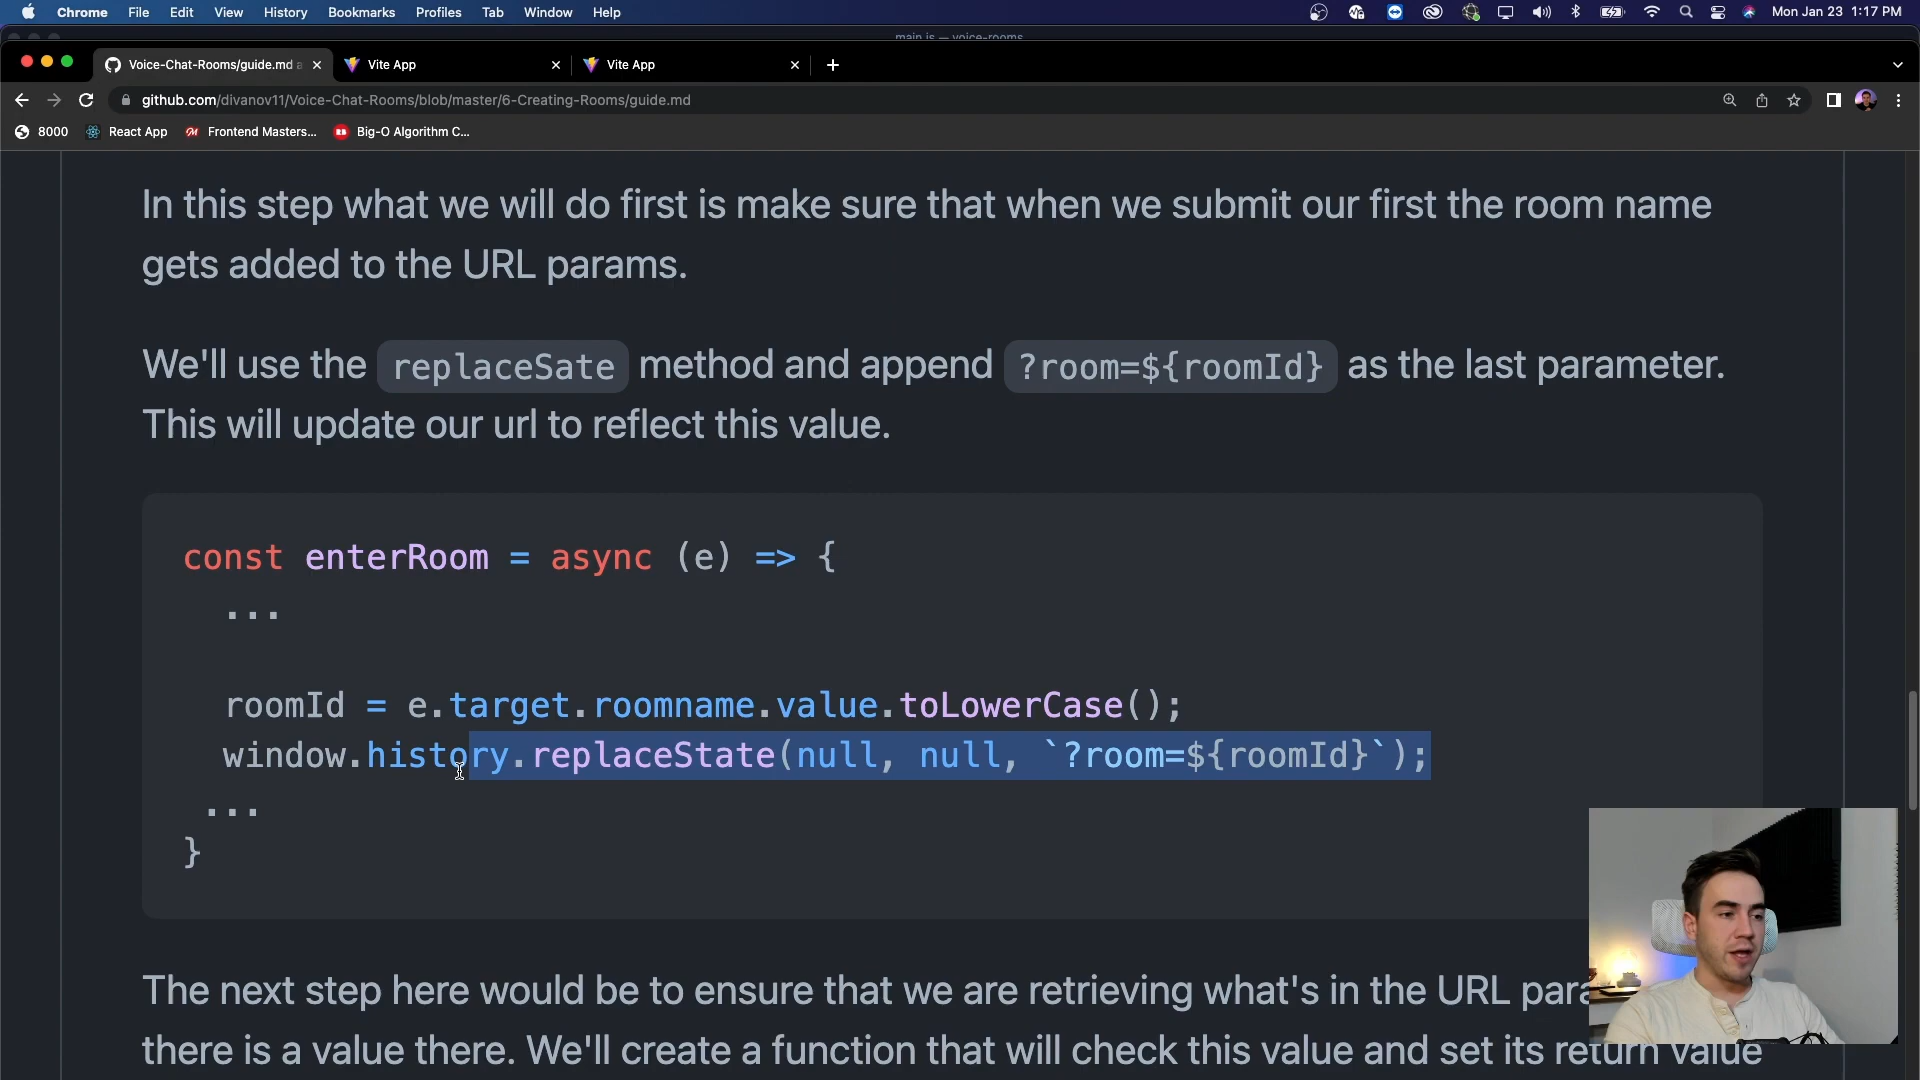 Chrome File Edit View History Bookmarks Profiles Tab Window Help Mon Jan 23 1:17 PM
main.js — voice-rooms
Voice-Chat-Rooms/guide.md a Vite App Vite App
github.com/divanov11/Voice-Chat-Rooms/blob/master/6-Creating-Rooms/guide.md
8000 React App Frontend Masters... Big-O Algorithm C...
In this step what we will do first is make sure that when we submit our first the room name
gets added to the URL params.
We'll use the replaceSate method and append ?room=${roomId} as the last parameter.
This will update our url to reflect this value.
const enterRoom = async (e) => {
...
roomId = e.target.roomname.value.toLowerCase();
window.history.replaceState(null, null, `?room=${roomId}`);
...
}
The next step here would be to ensure that we are retrieving what's in the URL para
there is a value there. We'll create a function that will check this value and set its return value